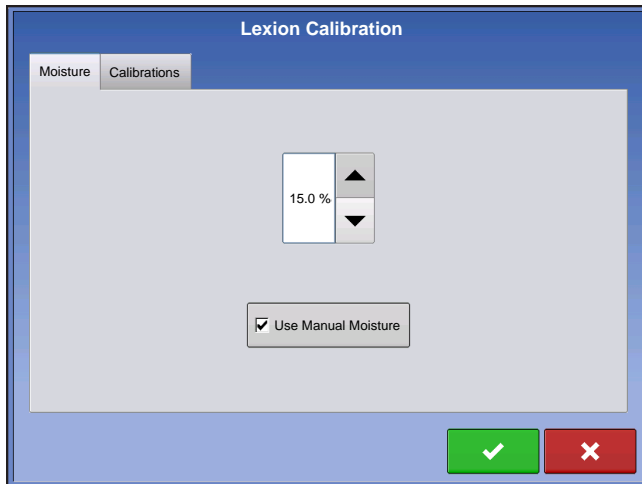 Lexion Calibration
Moisture
Calibrations
15.0 %
Use Manual Moisture